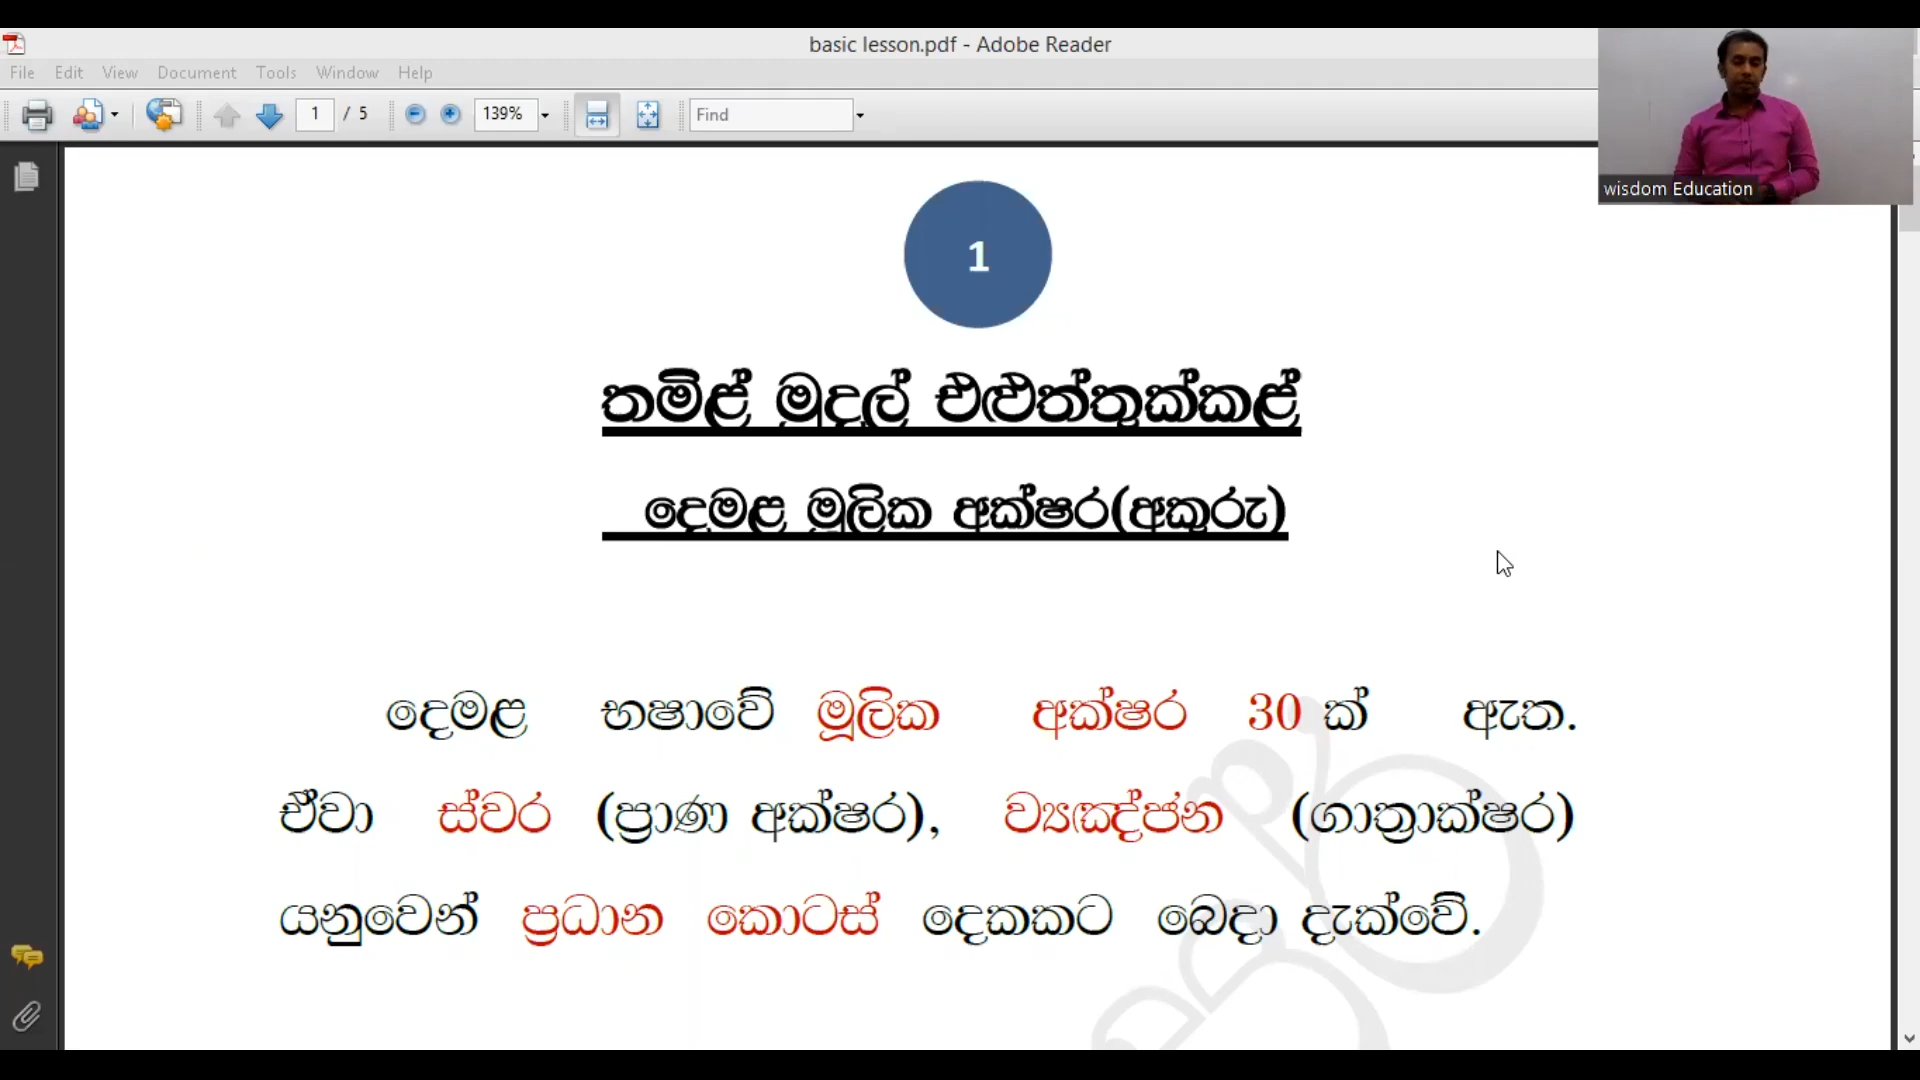 basic lesson.pdf - Adobe Reader
File Edit View Document Tools Window Help
1 / 5 139% Find
wisdom Education
1
තමිළ් මුදල් එළුත්තුක්කළ්
දෙමළ මූලික අක්ෂර(අකුරු)
දෙමළ භෂාවේ මූලික අක්ෂර 30 ක් ඇත.
ඒවා ස්වර (ප්‍රාණ අක්ෂර), ව්‍යඤ්ජන (ගාත්‍රාක්ෂර)
යනුවෙන් ප්‍රධාන කොටස් දෙකකට බෙදා දැක්වේ.